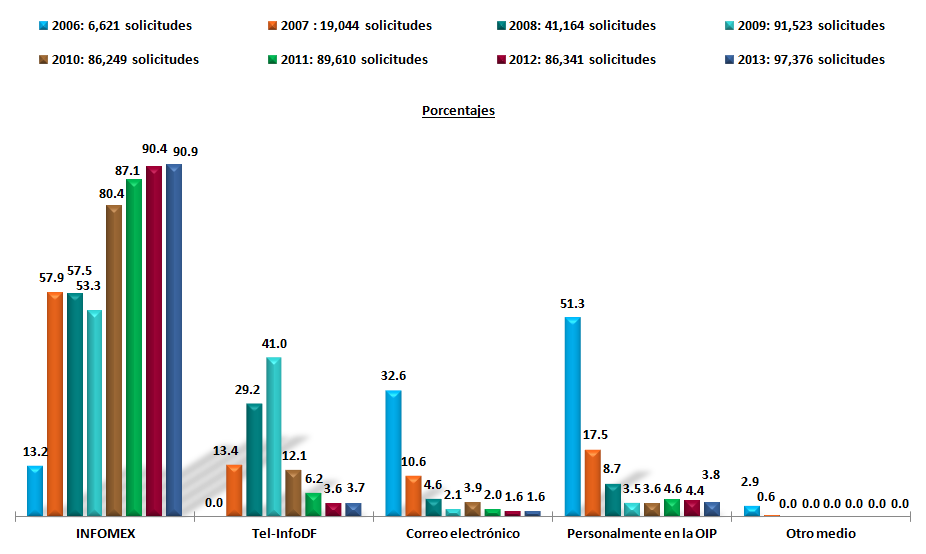 2006: 6,621 solicitudes
2007 : 19,044 solicitudes
2008: 41,164 solicitudes
2009: 91,523 solicitudes
2010: 86,249 solicitudes
2011: 89,610 solicitudes
2012: 86,341 solicitudes
2013: 97,376 solicitudes
Porcentajes
13.2 57.9 57.5 53.3 80.4 87.1 90.4 90.9
0.0 13.4 29.2 41.0 12.1 6.2 3.6 3.7
32.6 10.6 4.6 2.1 3.9 2.0 1.6 1.6
51.3 17.5 8.7 3.5 3.6 4.6 4.4 3.8
2.9 0.6 0.0 0.0 0.0 0.0 0.0 0.0
INFOMEX
Tel-InfoDF
Correo electrónico
Personalmente en la OIP
Otro medio